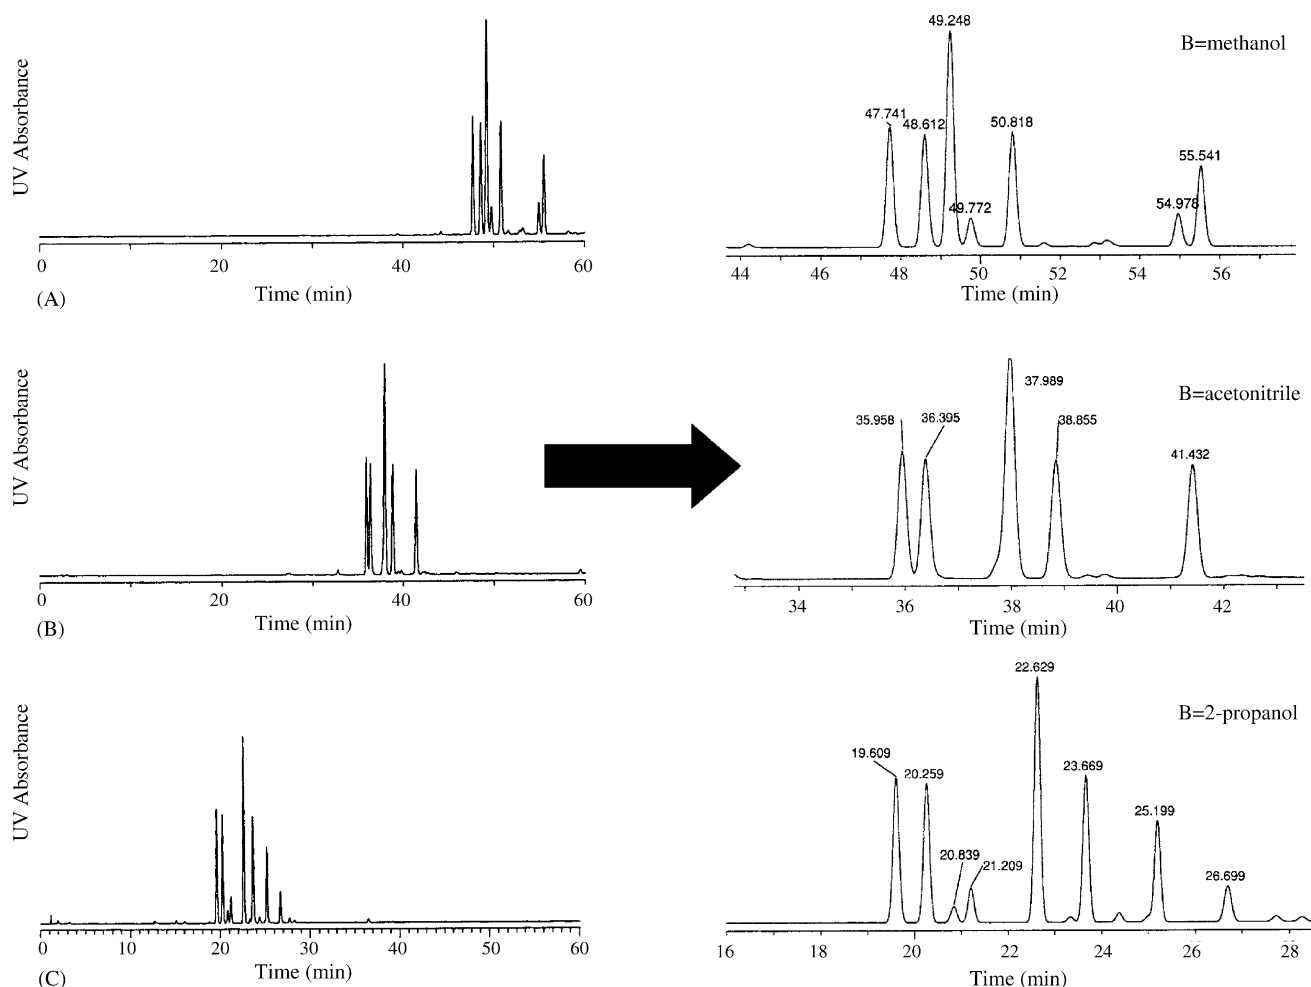 UV Absorbance
0 40 60
Time (min)
(A)
B=methanol
49.248
47.741
48.612
50.818
49.772
54.978
55.541
44 46 48 50 52 54 56
Time (min)
UV Absorbance
0 20 40 60
Time (min)
(B)
B=acetonitrile
37.989
35.958
36.395
38.855
41.432
34 36 38 40 42
Time (min)
UV Absorbance
0 10 20 30 40 50 60
Time (min)
(C)
B=2-propanol
22.629
19.609
20.259
23.669
20.839
21.209
25.199
26.699
16 18 20 22 24 26 28
Time (min)